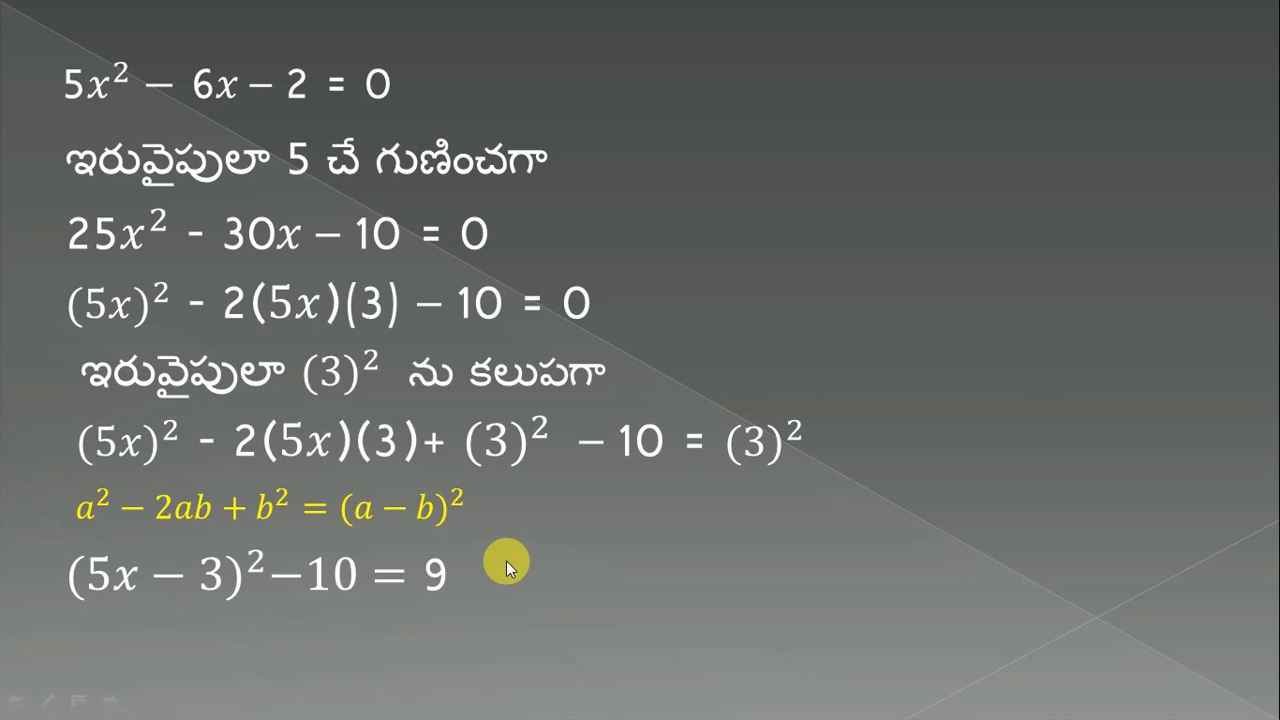 5x² − 6x − 2 = 0
ఇరువైపులా 5 చే గుణించగా
25x² - 30x − 10 = 0
(5x)² - 2(5x)(3) − 10 = 0
ఇరువైపులా (3)² ను కలుపగా
(5x)² - 2(5x)(3)+ (3)² − 10 = (3)²
a² − 2ab + b² = (a − b)²
(5x − 3)²−10 = 9